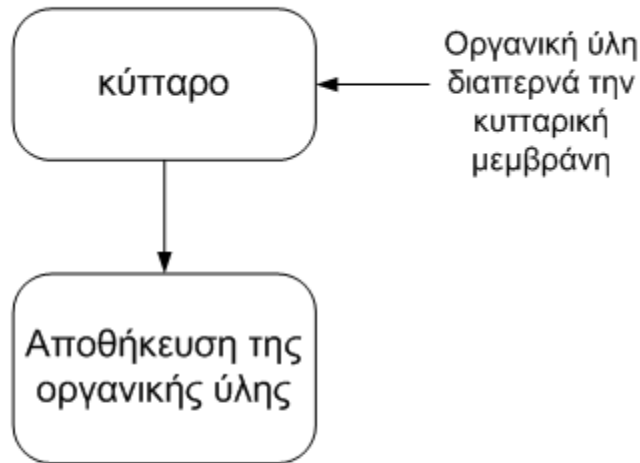 κύτταρο
Οργανική ύλη
διαπερνά την
κυτταρική
μεμβράνη
Αποθήκευση της
οργανικής ύλης